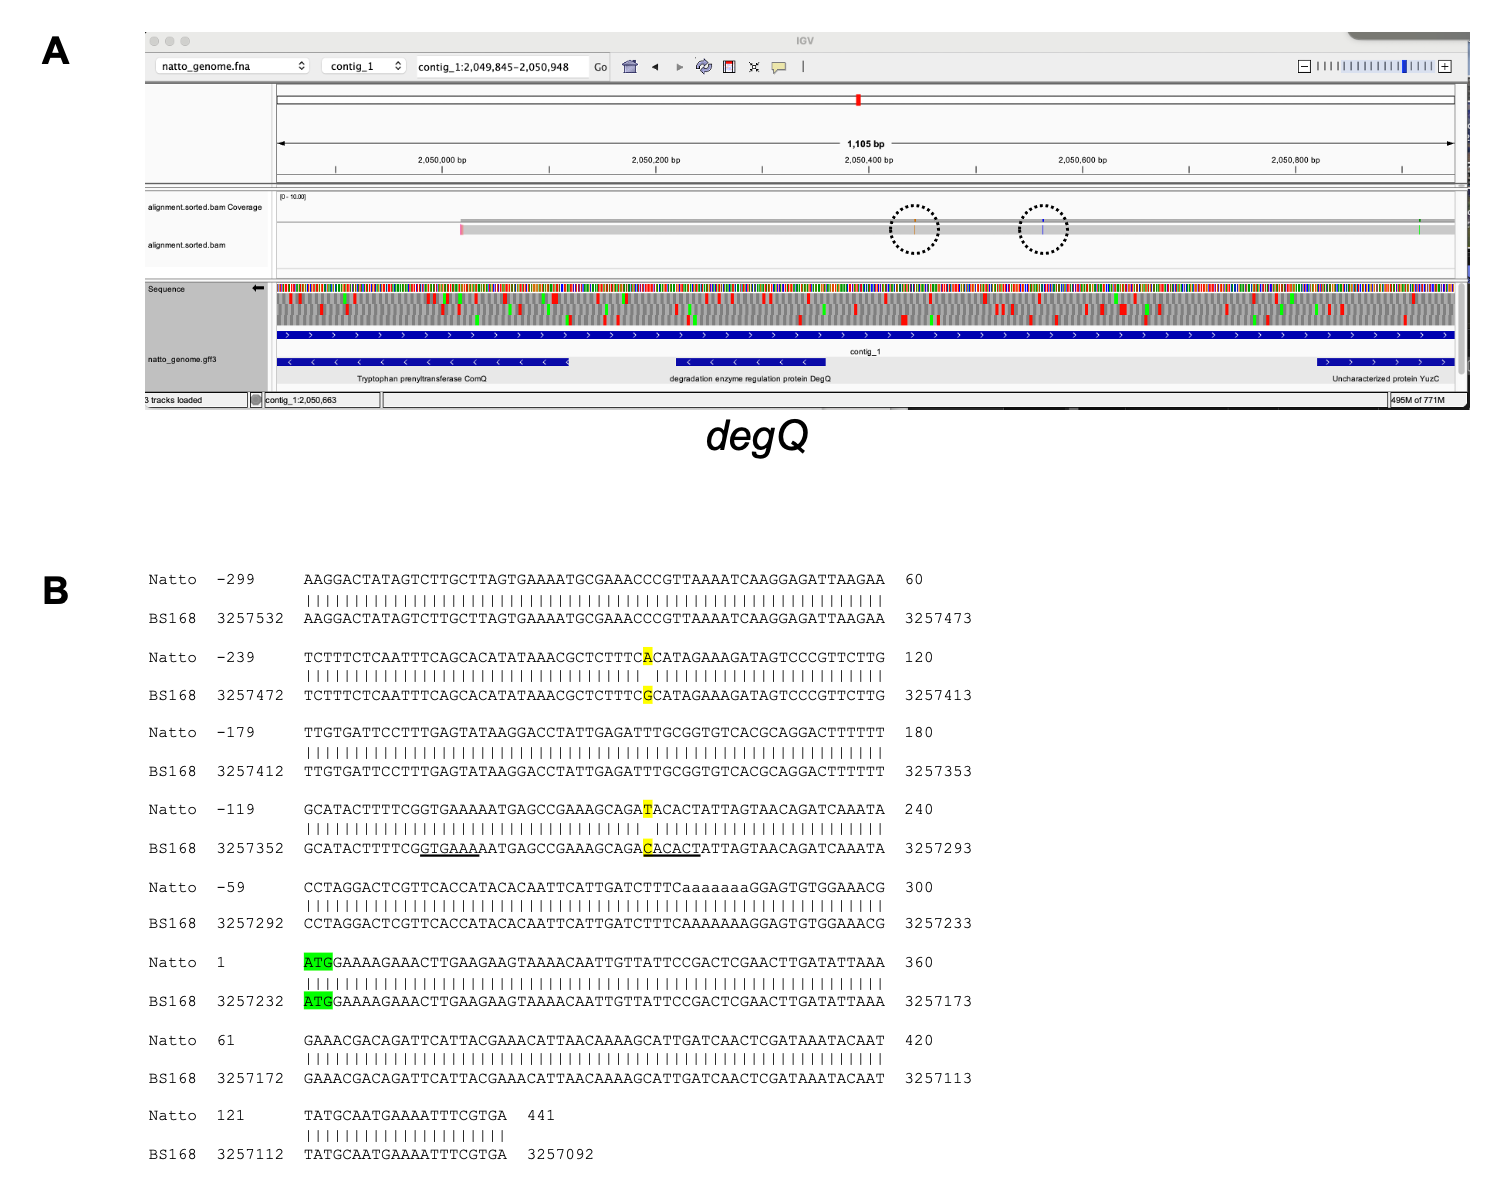 A
IGV
natto_genome.fna contig_1 contig_1:2,049,845-2,050,948 Go
1,105 bp
2,050,000 bp 2,050,200 bp 2,050,400 bp 2,050,600 bp 2,050,800 bp
[0 - 10.00]
alignment.sorted.bam Coverage
alignment.sorted.bam
Sequence
contig_1
natto_genome.gff3
Tryptophan prenyltransferase ComQ degradation enzyme regulation protein DegQ Uncharacterized protein YuzC
3 tracks loaded contig_1:2,050,663 495M of 771M
degQ
B
Natto -299 AAGGACTATAGTCTTGCTTAGTGAAAATGCGAAACCCGTTAAAATCAAGGAGATTAAGAA 60
BS168 3257532 AAGGACTATAGTCTTGCTTAGTGAAAATGCGAAACCCGTTAAAATCAAGGAGATTAAGAA 3257473
Natto -239 TCTTTCTCAATTTCAGCACATATAAACGCTCTTTCACATAGAAAGATAGTCCCGTTCTTG 120
BS168 3257472 TCTTTCTCAATTTCAGCACATATAAACGCTCTTTCGCATAGAAAGATAGTCCCGTTCTTG 3257413
Natto -179 TTGTGATTCCTTTGAGTATAAGGACCTATTGAGATTTGCGGTGTCACGCAGGACTTTTTT 180
BS168 3257412 TTGTGATTCCTTTGAGTATAAGGACCTATTGAGATTTGCGGTGTCACGCAGGACTTTTTT 3257353
Natto -119 GCATACTTTTCGGTGAAAAATGAGCCGAAAGCAGATACACTATTAGTAACAGATCAAATA 240
BS168 3257352 GCATACTTTTCGGTGAAAAATGAGCCGAAAGCAGACACACTATTAGTAACAGATCAAATA 3257293
Natto -59 CCTAGGACTCGTTCACCATACACAATTCATTGATCTTTCaaaaaaaGGAGTGTGGAAACG 300
BS168 3257292 CCTAGGACTCGTTCACCATACACAATTCATTGATCTTTCAAAAAAAGGAGTGTGGAAACG 3257233
Natto 1 ATGGAAAAGAAACTTGAAGAAGTAAAACAATTGTTATTCCGACTCGAACTTGATATTAAA 360
BS168 3257232 ATGGAAAAGAAACTTGAAGAAGTAAAACAATTGTTATTCCGACTCGAACTTGATATTAAA 3257173
Natto 61 GAAACGACAGATTCATTACGAAACATTAACAAAAGCATTGATCAACTCGATAAATACAAT 420
BS168 3257172 GAAACGACAGATTCATTACGAAACATTAACAAAAGCATTGATCAACTCGATAAATACAAT 3257113
Natto 121 TATGCAATGAAAATTTCGTGA 441
BS168 3257112 TATGCAATGAAAATTTCGTGA 3257092